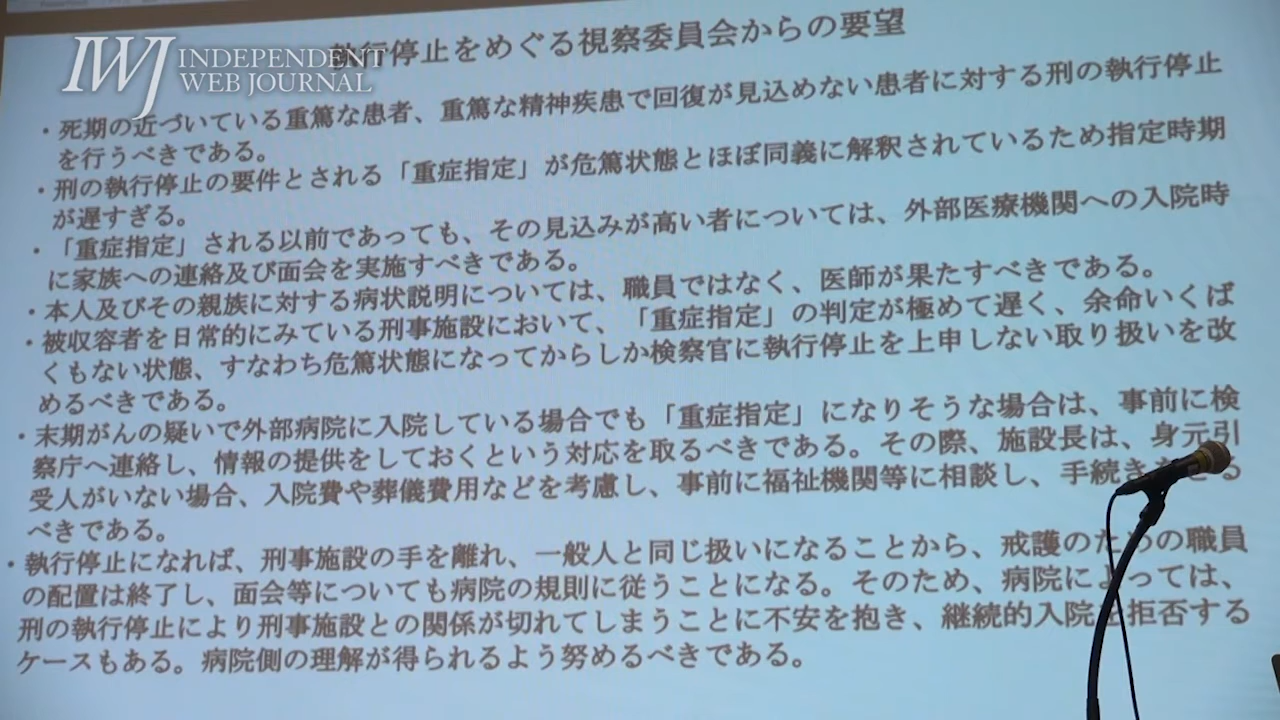 IWJ INDEPENDENT
WEB JOURNAL
執行停止をめぐる視察委員会からの要望
・死期の近づいている重篤な患者、重篤な精神疾患で回復が見込めない患者に対する刑の執行停止
を行うべきである。
・刑の執行停止の要件とされる「重症指定」が危篤状態とほぼ同義に解釈されているため指定時期
が遅すぎる。
・「重症指定」される以前であっても、その見込みが高い者については、外部医療機関への入院時
に家族への連絡及び面会を実施すべきである。
・本人及びその親族に対する病状説明については、職員ではなく、医師が果たすべきである。
・被収容者を日常的にみている刑事施設において、「重症指定」の判定が極めて遅く、余命いくば
くもない状態、すなわち危篤状態になってからしか検察官に執行停止を上申しない取り扱いを改
めるべきである。
・末期がんの疑いで外部病院に入院している場合でも「重症指定」になりそうな場合は、事前に検
察庁へ連絡し、情報の提供をしておくという対応を取るべきである。その際、施設長は、身元引
受人がいない場合、入院費や葬儀費用などを考慮し、事前に福祉機関等に相談し、手続き
べきである。
・執行停止になれば、刑事施設の手を離れ、一般人と同じ扱いになることから、戒護のための職員
の配置は終了し、面会等についても病院の規則に従うことになる。そのため、病院によっては、
刑の執行停止により刑事施設との関係が切れてしまうことに不安を抱き、継続的入院を拒否する
ケースもある。病院側の理解が得られるよう努めるべきである。